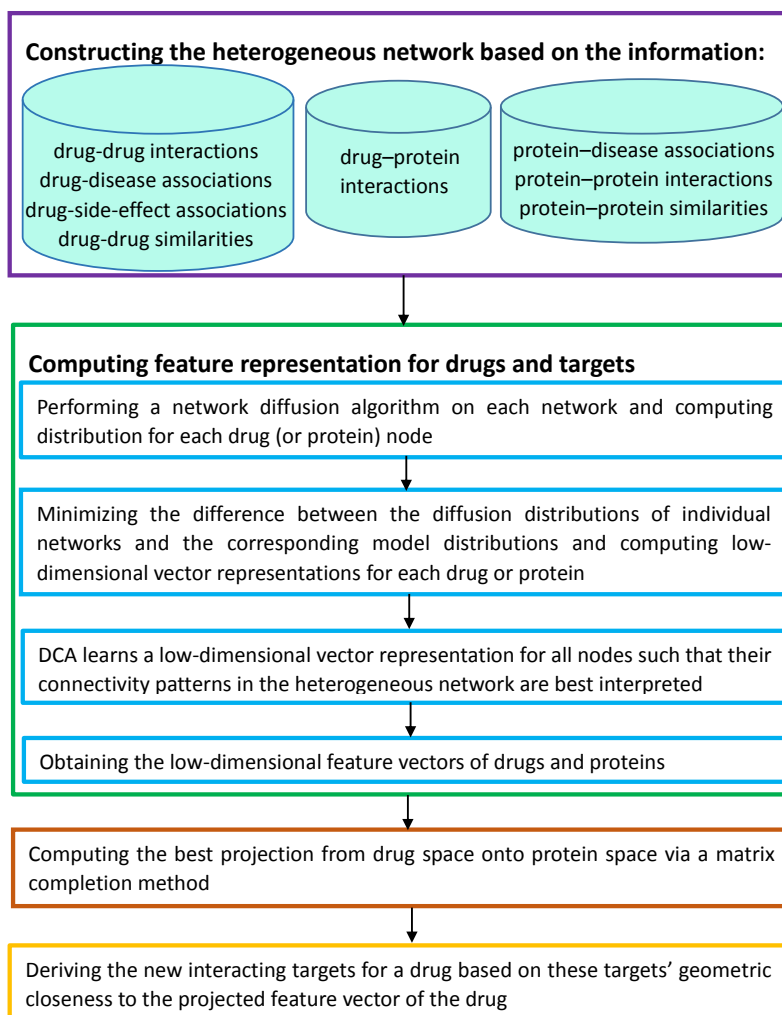 Constructing the heterogeneous network based on the information:
drug-drug interactions
drug-disease associations
drug-side-effect associations
drug-drug similarities
drug–protein
interactions
protein–disease associations
protein–protein interactions
protein–protein similarities
Computing feature representation for drugs and targets
Performing a network diffusion algorithm on each network and computing
distribution for each drug (or protein) node
Minimizing the difference between the diffusion distributions of individual
networks and the corresponding model distributions and computing low-
dimensional vector representations for each drug or protein
DCA learns a low-dimensional vector representation for all nodes such that their
connectivity patterns in the heterogeneous network are best interpreted
Obtaining the low-dimensional feature vectors of drugs and proteins
Computing the best projection from drug space onto protein space via a matrix
completion method
Deriving the new interacting targets for a drug based on these targets’ geometric
closeness to the projected feature vector of the drug